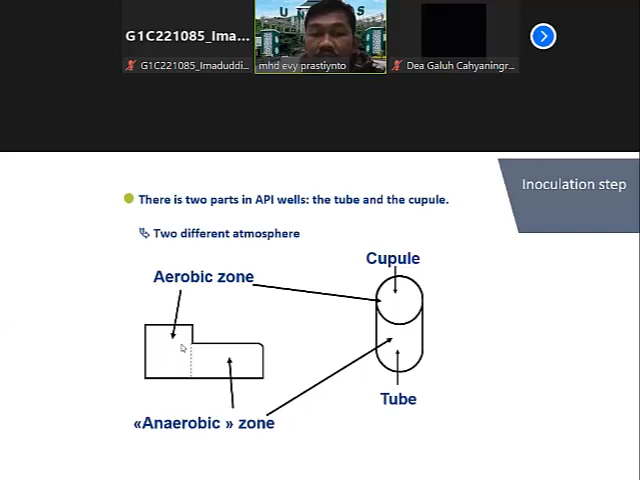 G1C221085_Ima...
G1C221085_Imaduddi...
mhd evy prastiynto
Dea Galuh Cahyaningr...
Inoculation step
There is two parts in API wells: the tube and the cupule.
Two different atmosphere
Cupule
Aerobic zone
Tube
«Anaerobic » zone